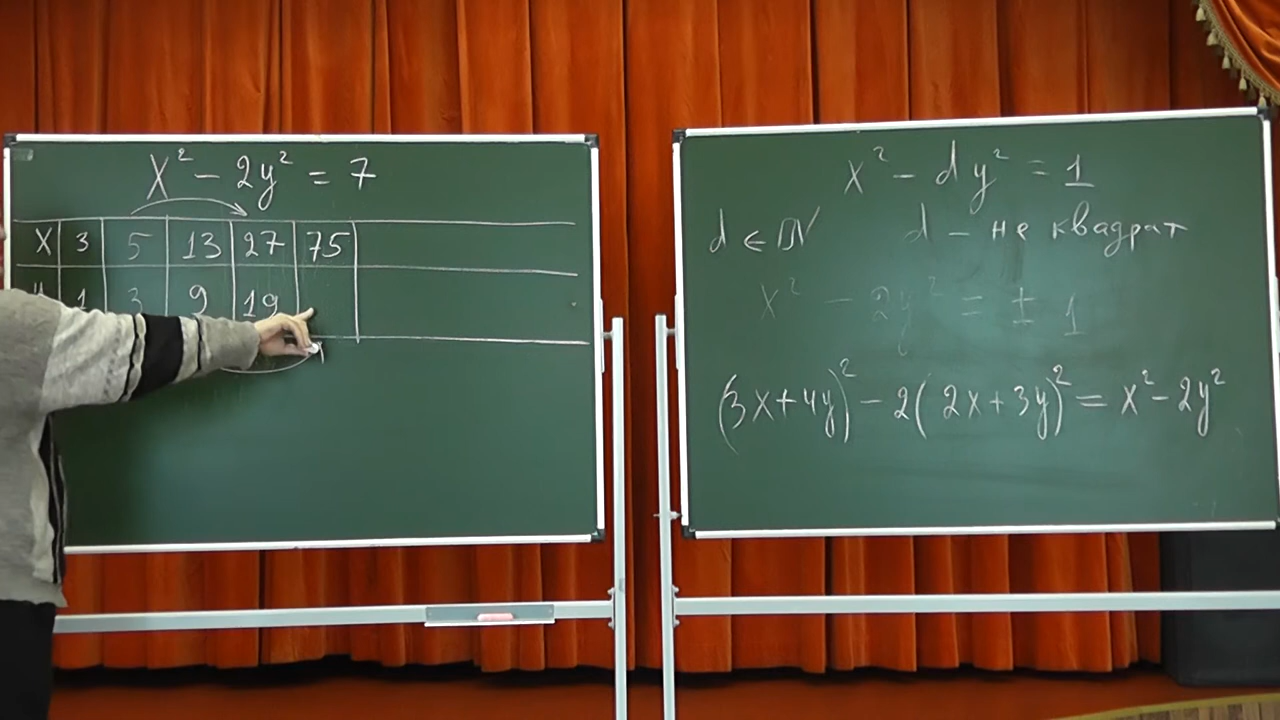 x² - 2y² = 7
x 3 5 13 27 75
y 1 3 9 19
x² - dy² = 1
d ∈ ℕ d - не квадрат
x² - 2y² = ± 1
(3x+4y)² - 2(2x+3y)² = x² - 2y²